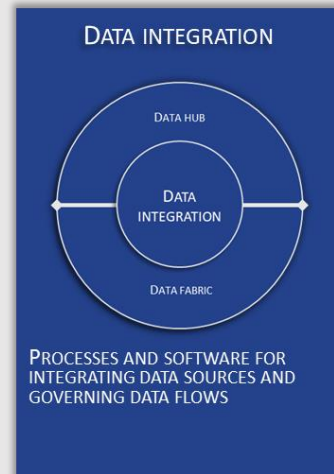 DATA INTEGRATION
DATA HUB
DATA
INTEGRATION
DATA FABRIC
PROCESSES AND SOFTWARE FOR
INTEGRATING DATA SOURCES AND
GOVERNING DATA FLOWS